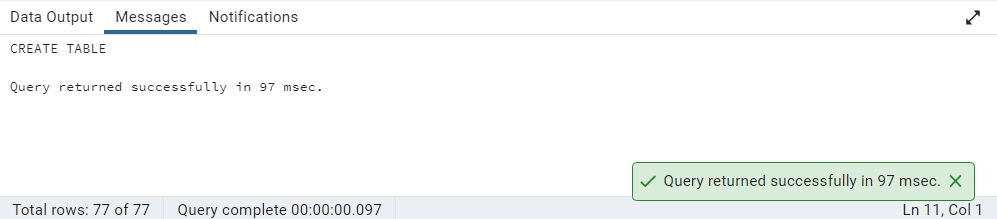 Data Output Messages Notifications
CREATE TABLE
Query returned successfully in 97 msec.
Query returned successfully in 97 msec.
Total rows: 77 of 77 Query complete 00:00:00.097 Ln 11, Col 1